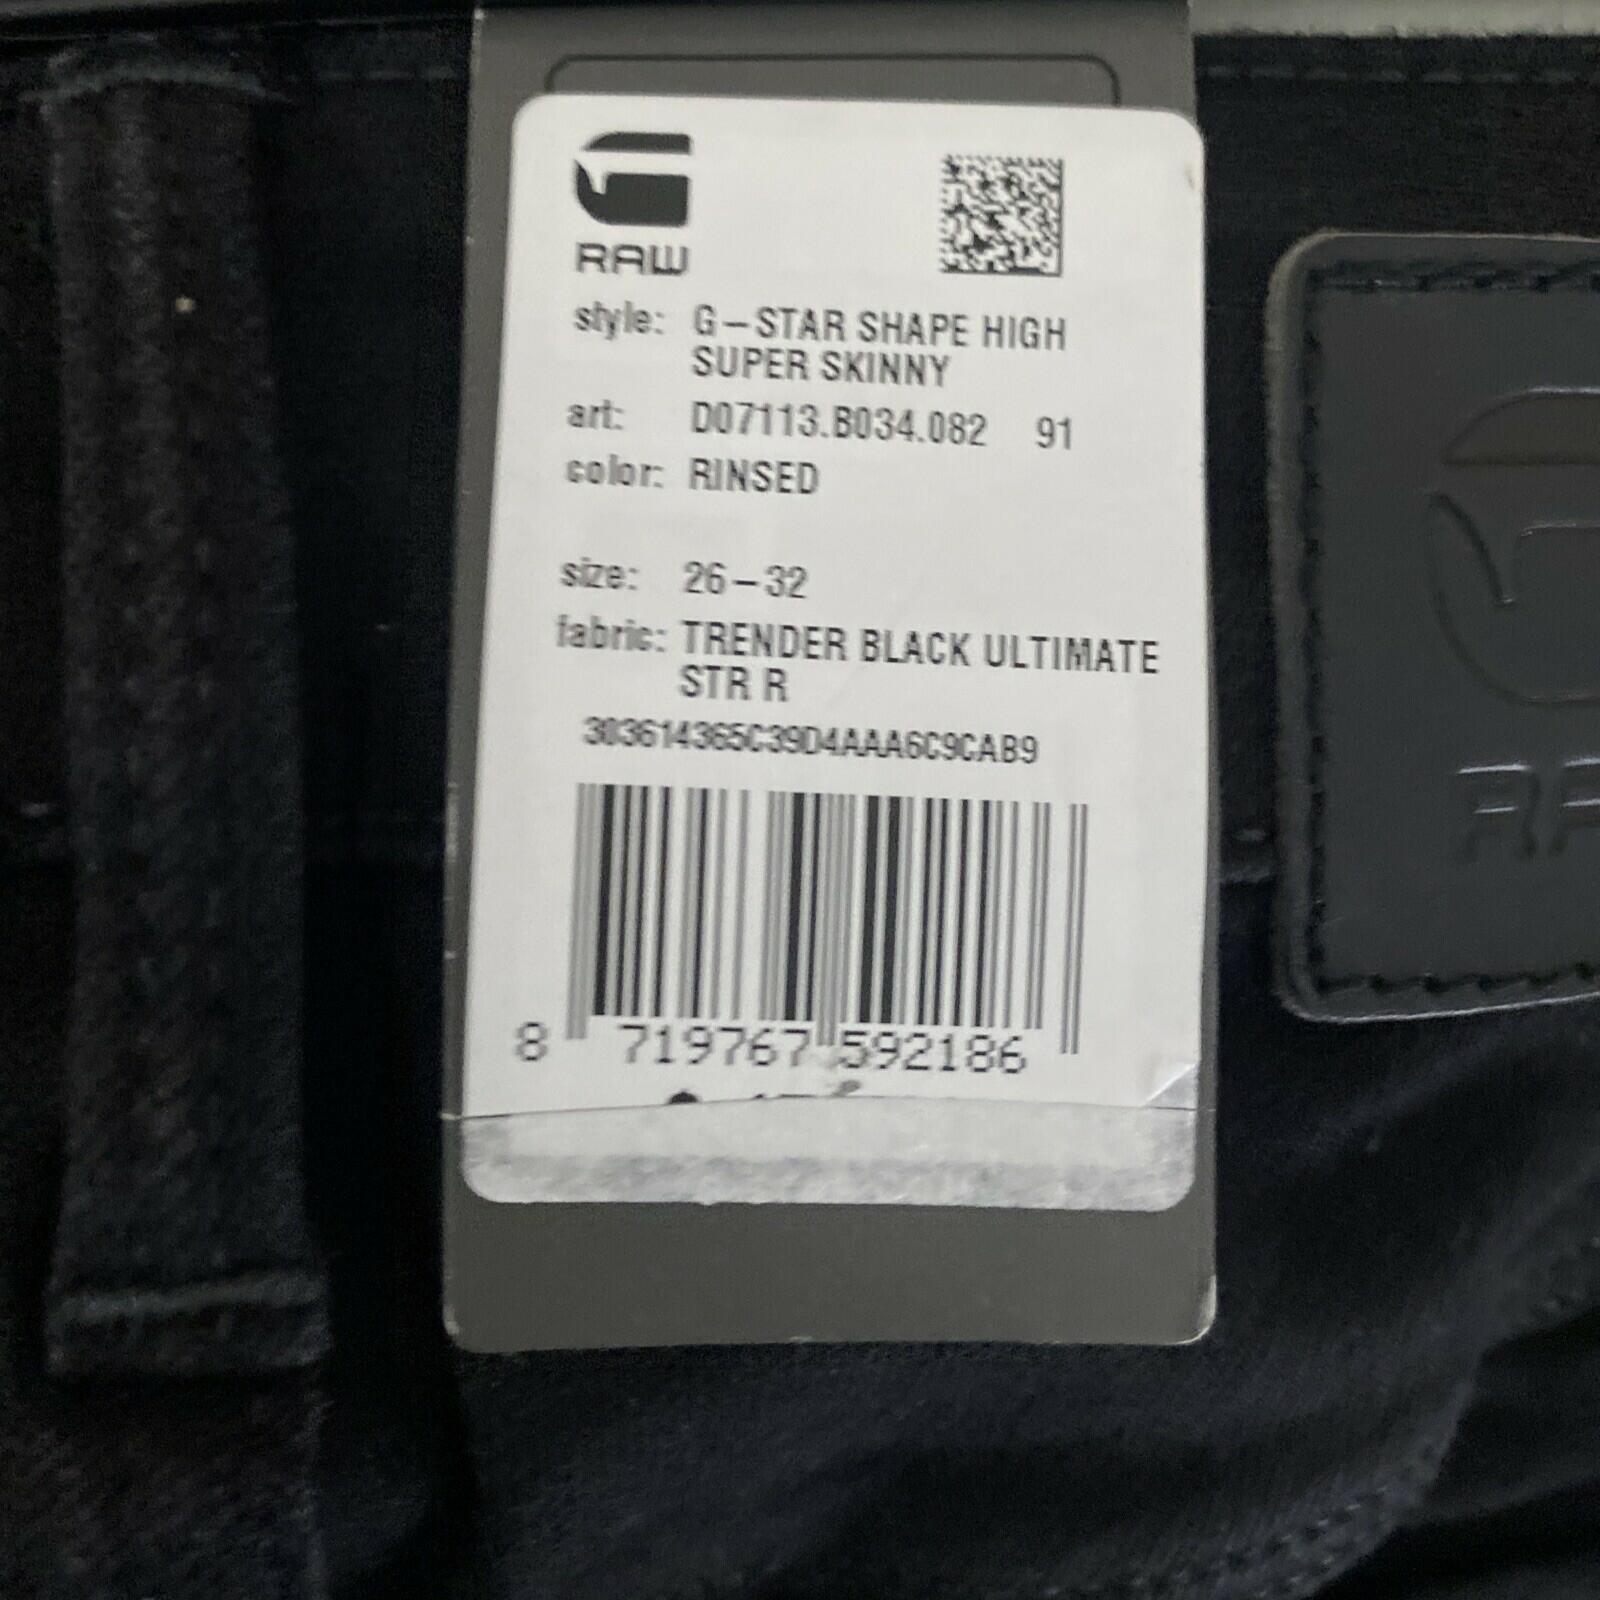 RAW
style: G-STAR SHAPE HIGH
SUPER SKINNY
art: D07113.B034.082 91
color: RINSED
size: 26-32
fabric: TRENDER BLACK ULTIMATE
STR R
303614365C39D4AAA6C9CAB9
8 719767 592186
RA